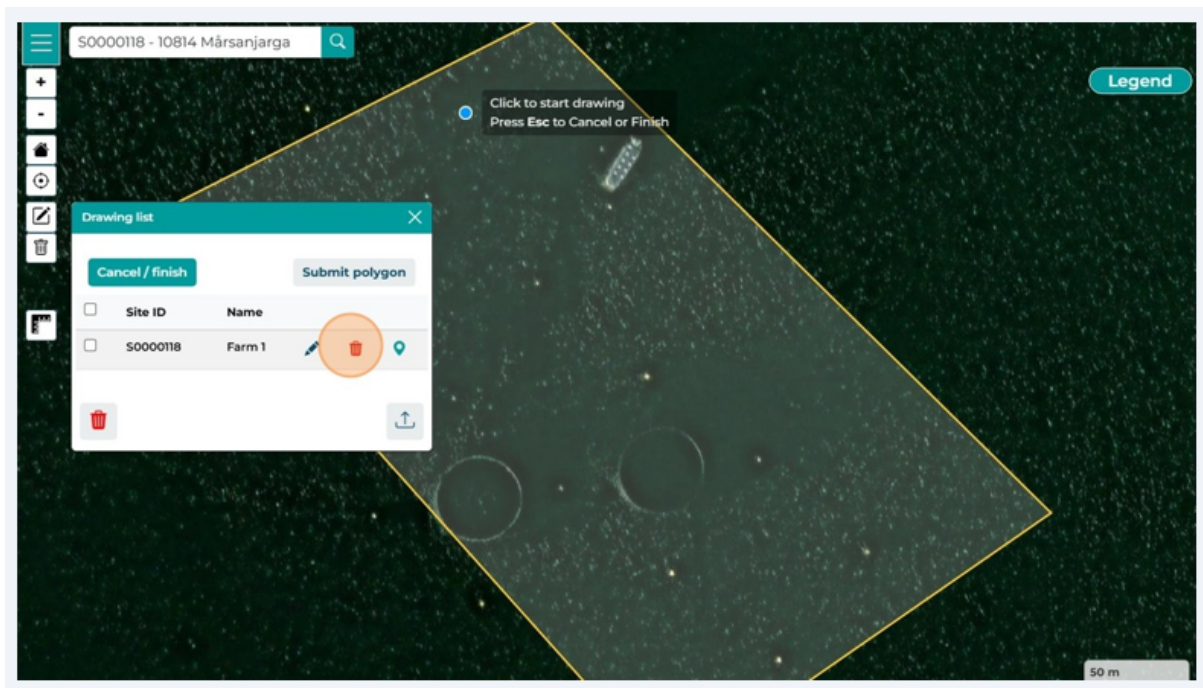 S0000118 - 10814 Mårsanjarga
+
-
Legend
Click to start drawing
Press Esc to Cancel or Finish
Drawing list
Cancel / finish
Submit polygon
Site ID Name
S0000118 Farm 1
50 m